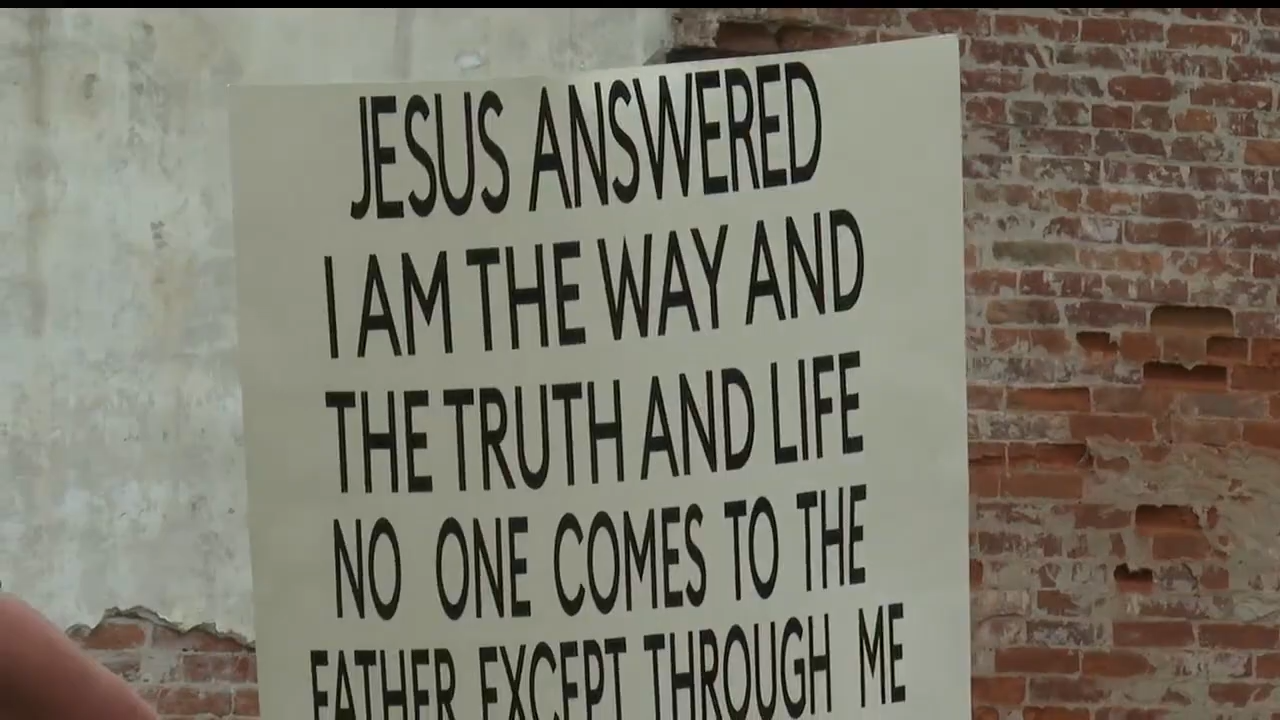 JESUS ANSWERED
I AM THE WAY AND
THE TRUTH AND LIFE
NO ONE COMES TO THE
FATHER EXCEPT THROUGH ME